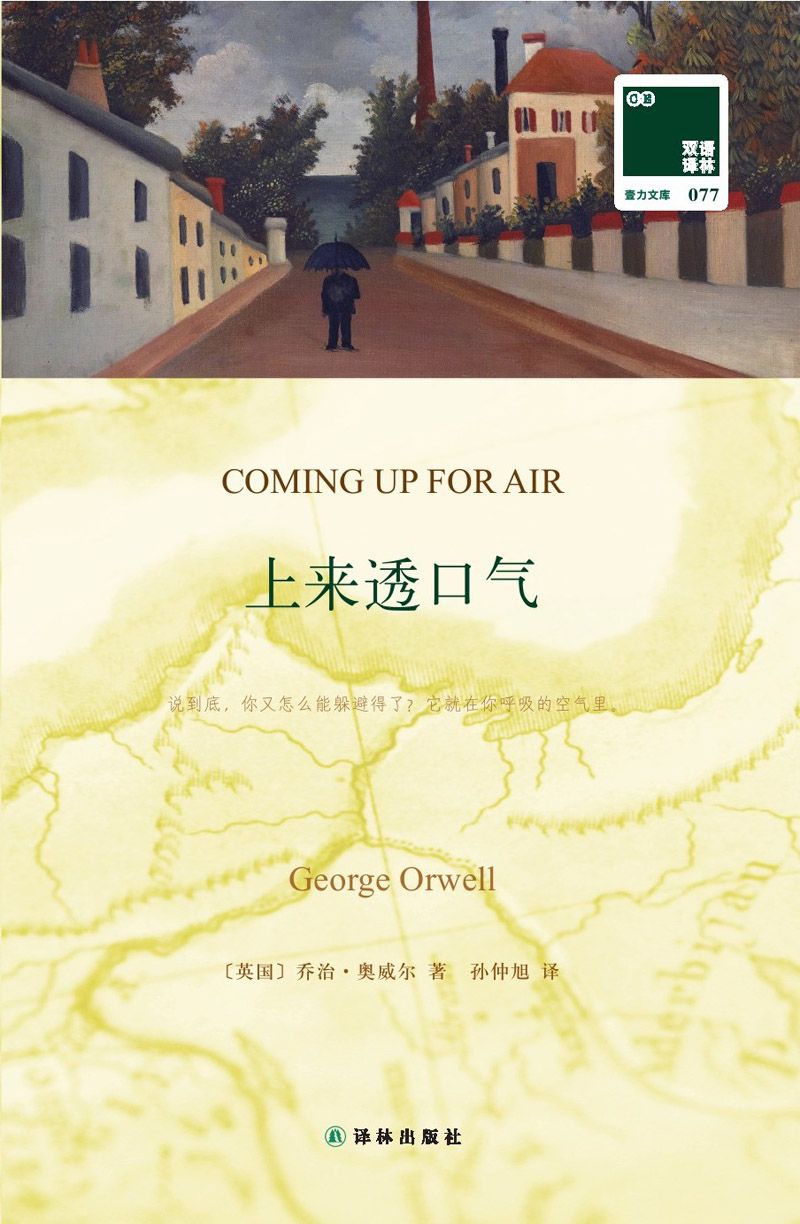 双语
译林
壹力文库 077
COMING UP FOR AIR
上来透口气
说到底，你又怎么能躲避得了？它就在你呼吸的空气里。
George Orwell
〔英国〕乔治·奥威尔 著 孙仲旭 译
译林出版社